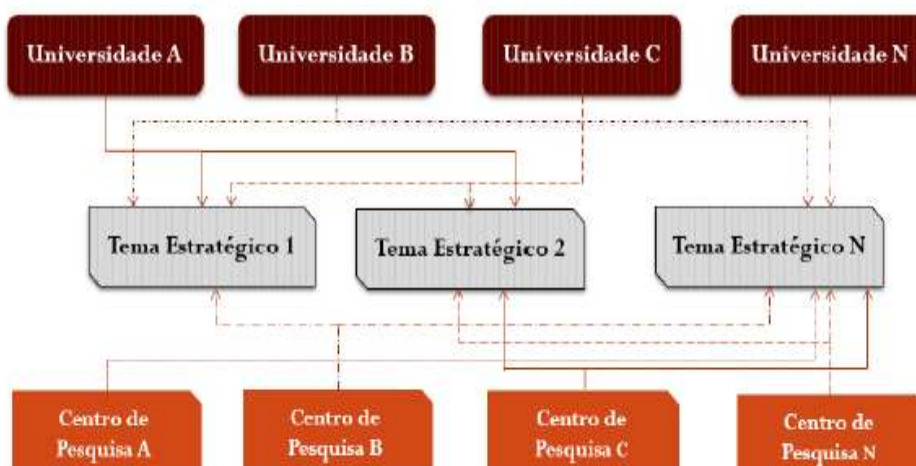 Universidade A
Universidade B
Universidade C
Universidade N
Tema Estratégico 1
Tema Estratégico 2
Tema Estratégico N
Centro de
Pesquisa A
Centro de
Pesquisa B
Centro de
Pesquisa C
Centro de
Pesquisa N